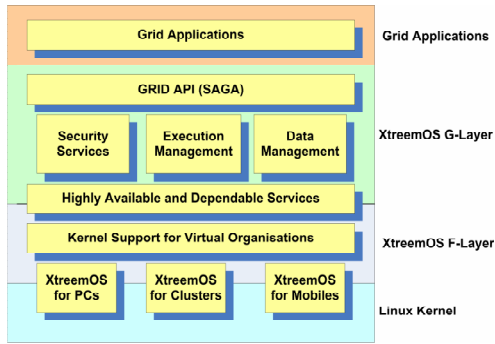 Grid Applications
Grid Applications
GRID API (SAGA)
Security
Services
Execution
Management
Data
Management
XtreemOS G-Layer
Highly Available and Dependable Services
Kernel Support for Virtual Organisations
XtreemOS F-Layer
XtreemOS
for PCs
XtreemOS
for Clusters
XtreemOS
for Mobiles
Linux Kernel